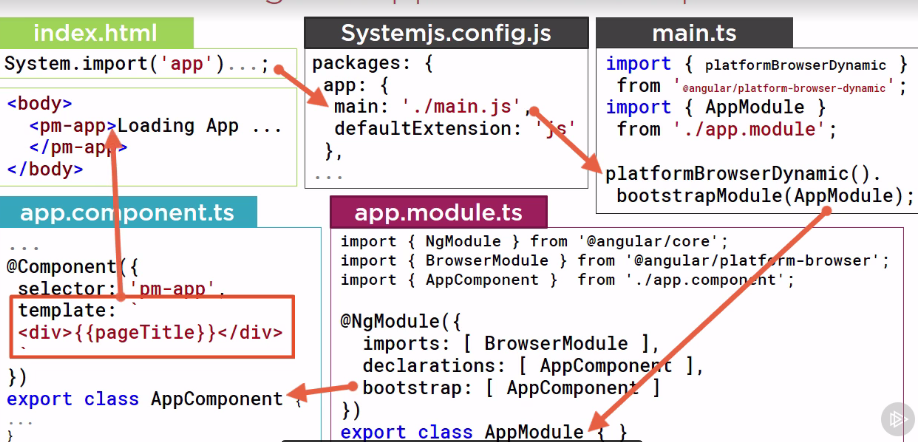 index.html
System.import('app')...;
<body>
<pm-app>Loading App ...
</pm-app>
</body>
Systemjs.config.js
packages: {
app: {
main: './main.js',
defaultExtension: 'js'
},
...
main.ts
import { platformBrowserDynamic }
from '@angular/platform-browser-dynamic';
import { AppModule }
from './app.module';
platformBrowserDynamic().
bootstrapModule(AppModule);
app.component.ts
...
@Component({
selector: 'pm-app',
template: `
<div>{{pageTitle}}</div>
`
})
export class AppComponent {
...
}
app.module.ts
import { NgModule } from '@angular/core';
import { BrowserModule } from '@angular/platform-browser';
import { AppComponent } from './app.component';
@NgModule({
imports: [ BrowserModule ],
declarations: [ AppComponent ],
bootstrap: [ AppComponent ]
})
export class AppModule { }